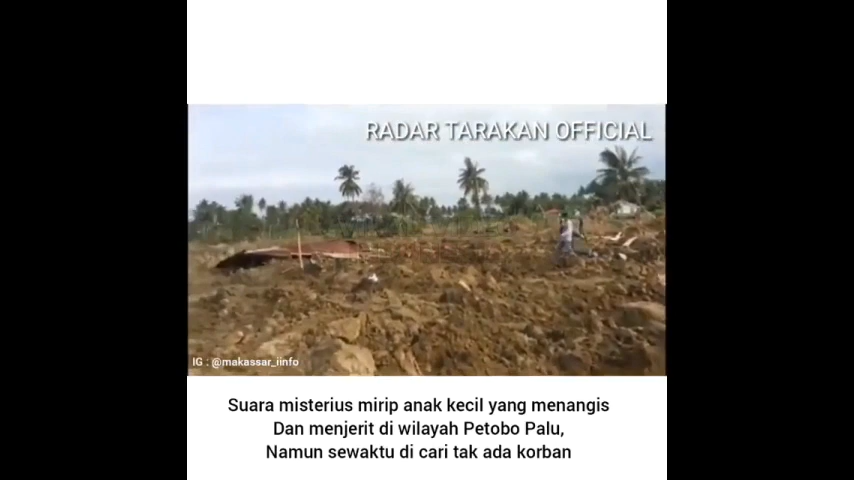 RADAR TARAKAN OFFICIAL
IG : @makassar_iinfo
Suara misterius mirip anak kecil yang menangis
Dan menjerit di wilayah Petobo Palu,
Namun sewaktu di cari tak ada korban